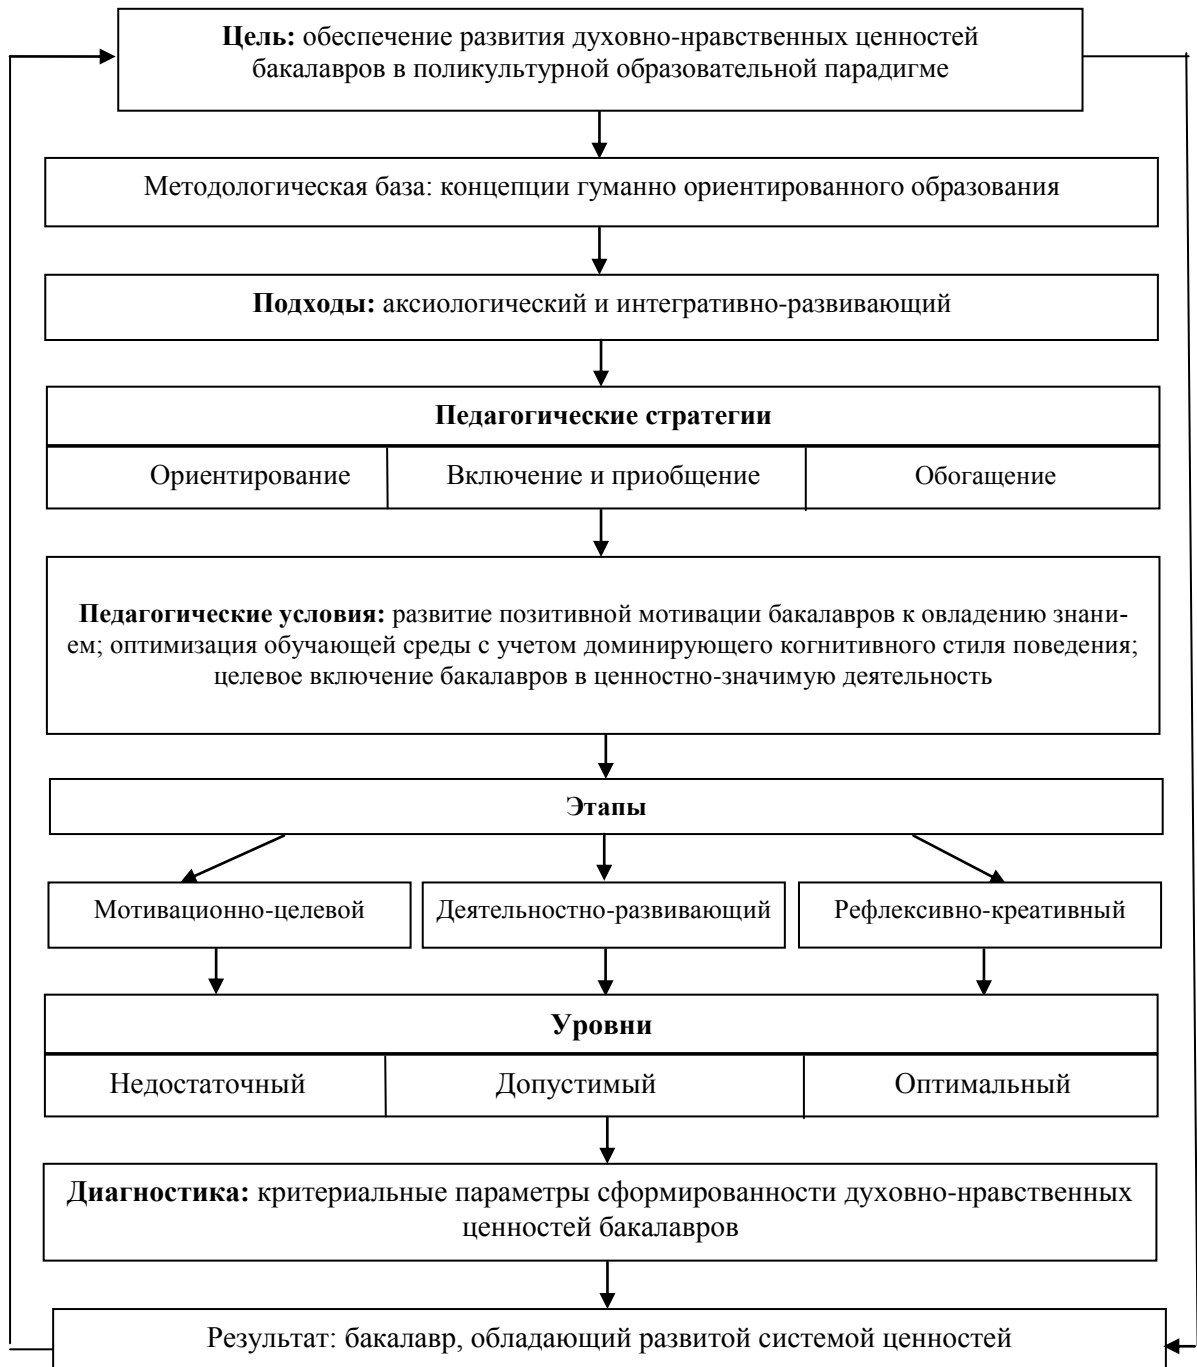 Цель: обеспечение развития духовно-нравственных ценностей
бакалавров в поликультурной образовательной парадигме
Методологическая база: концепции гуманно ориентированного образования
Подходы: аксиологический и интегративно-развивающий
Педагогические стратегии
Ориентирование
Включение и приобщение
Обогащение
Педагогические условия: развитие позитивной мотивации бакалавров к овладению знани-
ем; оптимизация обучающей среды с учетом доминирующего когнитивного стиля поведения;
целевое включение бакалавров в ценностно-значимую деятельность
Этапы
Мотивационно-целевой
Деятельностно-развивающий
Рефлексивно-креативный
Уровни
Недостаточный
Допустимый
Оптимальный
Диагностика: критериальные параметры сформированности духовно-нравственных
ценностей бакалавров
Результат: бакалавр, обладающий развитой системой ценностей